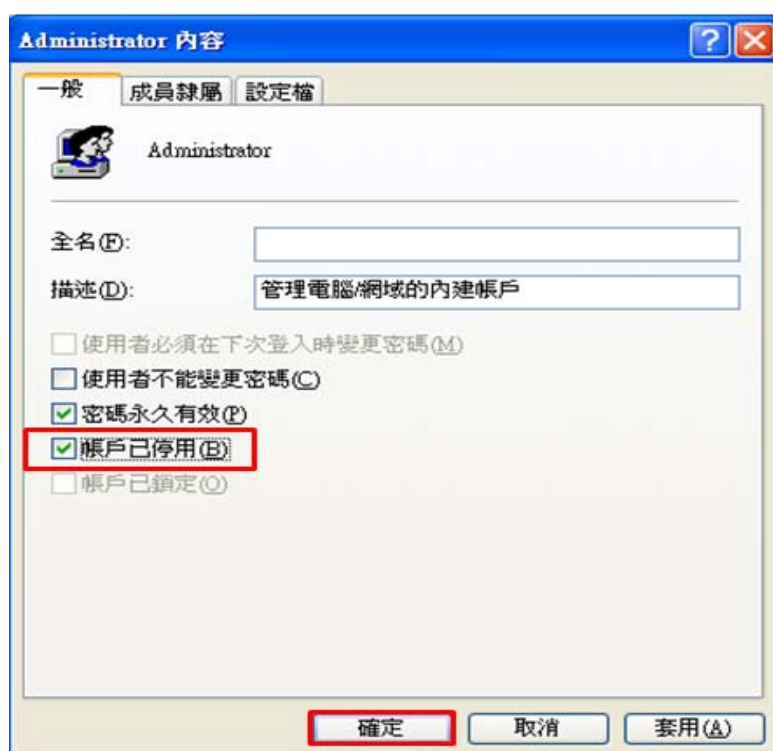 Administrator 內容
一般 成員隸屬 設定檔
Administrator
全名(F):
描述(D): 管理電腦/網域的內建帳戶
使用者必須在下次登入時變更密碼(M)
使用者不能變更密碼(C)
密碼永久有效(P)
帳戶已停用(B)
帳戶已鎖定(O)
確定 取消 套用(A)